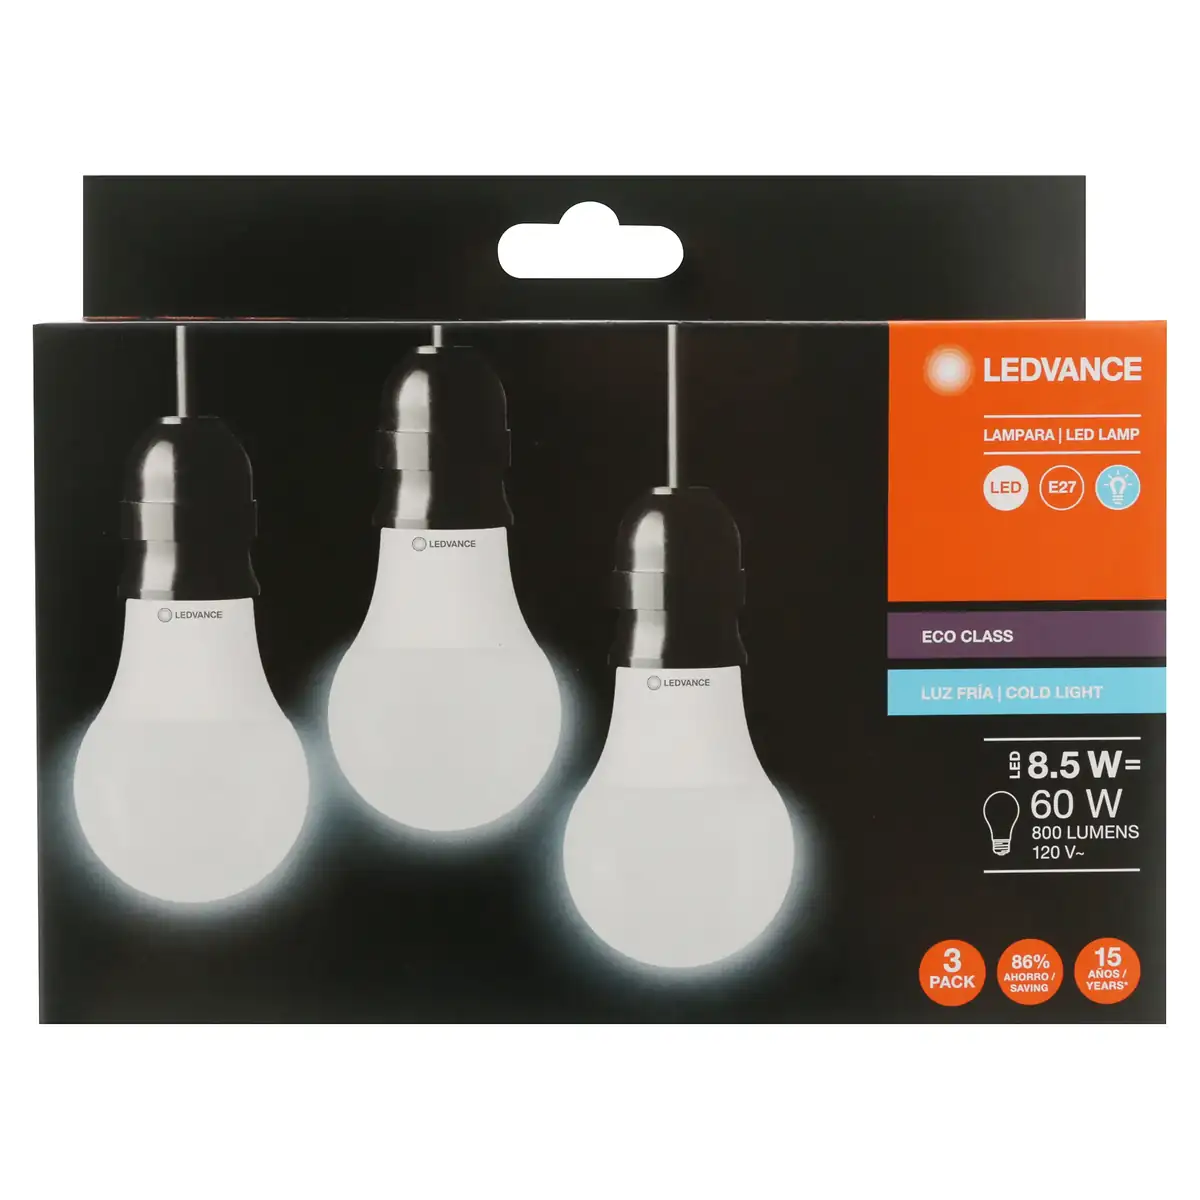 LEDVANCE
LAMPARA | LED LAMP
LED
E27
LEDVANCE
LEDVANCE
LEDVANCE
ECO CLASS
LUZ FRÍA | COLD LIGHT
LED 8.5 W=
60 W
800 LUMENS
120 V~
3
PACK
86%
AHORRO /
SAVING
15
AÑOS /
YEARS*